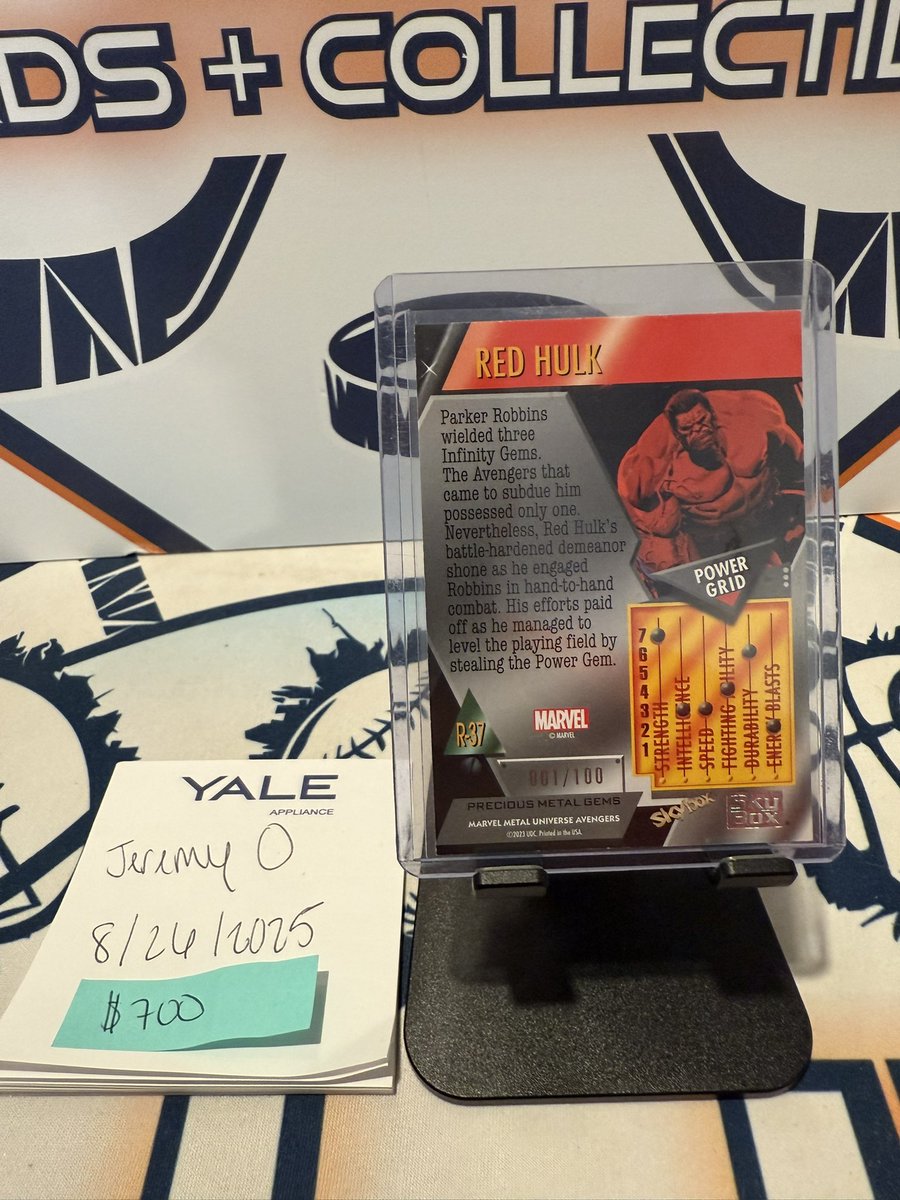 DS + COLLECTIB
RED HULK
Parker Robbins
wielded three
Infinity Gems.
The Avengers that
came to subdue him
possessed only one.
Nevertheless, Red Hulk's
battle-hardened demeanor
shone as he engaged
Robbins in hand-to-hand
combat. His efforts paid
off as he managed to
level the playing field by
stealing the Power Gem.
POWER
GRID
7
6
5
4
3
2
1
STRENGTH
INTELLIGENCE
SPEED
FIGHTING ABILITY
DURABILITY
ENERGY BLASTS
R-37
MARVEL
© MARVEL
001/100
PRECIOUS METAL GEMS
MARVEL METAL UNIVERSE AVENGERS
©2023 UDC. Printed in the USA.
SkyBox
SKY
BOX
YALE
APPLIANCE
Jeremy O
8/26/2025
$700